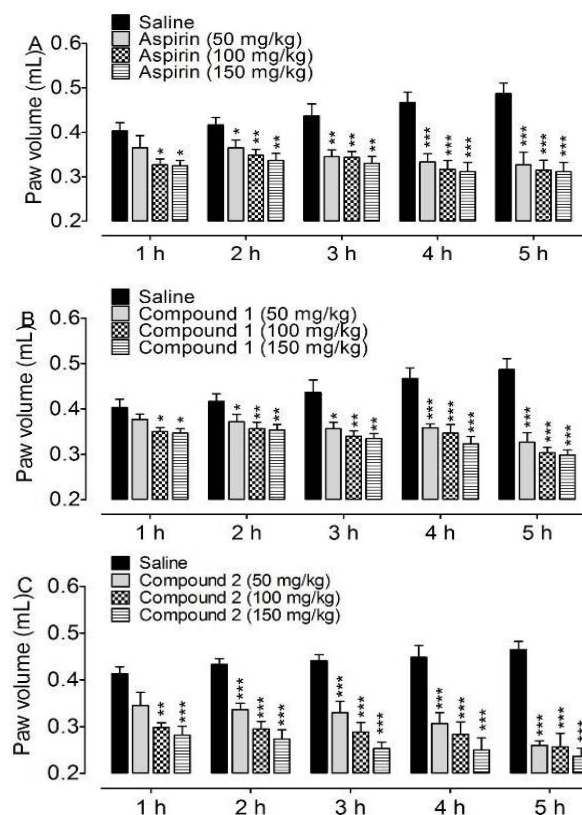 A
Paw volume (mL)
Saline
Aspirin (50 mg/kg)
Aspirin (100 mg/kg)
Aspirin (150 mg/kg)
0.6
0.5
0.4
0.3
0.2
* *
* ** **
** ** **
*** *** ***
*** *** ***
1 h 2 h 3 h 4 h 5 h
B
Paw volume (mL)
Saline
Compound 1 (50 mg/kg)
Compound 1 (100 mg/kg)
Compound 1 (150 mg/kg)
0.6
0.5
0.4
0.3
0.2
* *
* ** **
* ** **
*** *** ***
*** *** ***
1 h 2 h 3 h 4 h 5 h
C
Paw volume (mL)
Saline
Compound 2 (50 mg/kg)
Compound 2 (100 mg/kg)
Compound 2 (150 mg/kg)
0.6
0.5
0.4
0.3
0.2
** ***
*** *** ***
*** *** ***
*** *** ***
*** *** ***
1 h 2 h 3 h 4 h 5 h